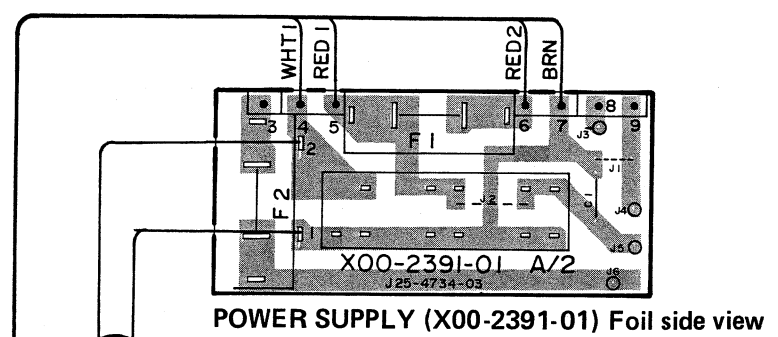 WHT1 RED1 RED2 BRN
3 4 5 6 7 8 9
J3
2 F1
J1
F2 J2
J4
1 J5
X00-2391-01 A/2
J25-4734-03 J6
POWER SUPPLY (X00-2391-01) Foil side view